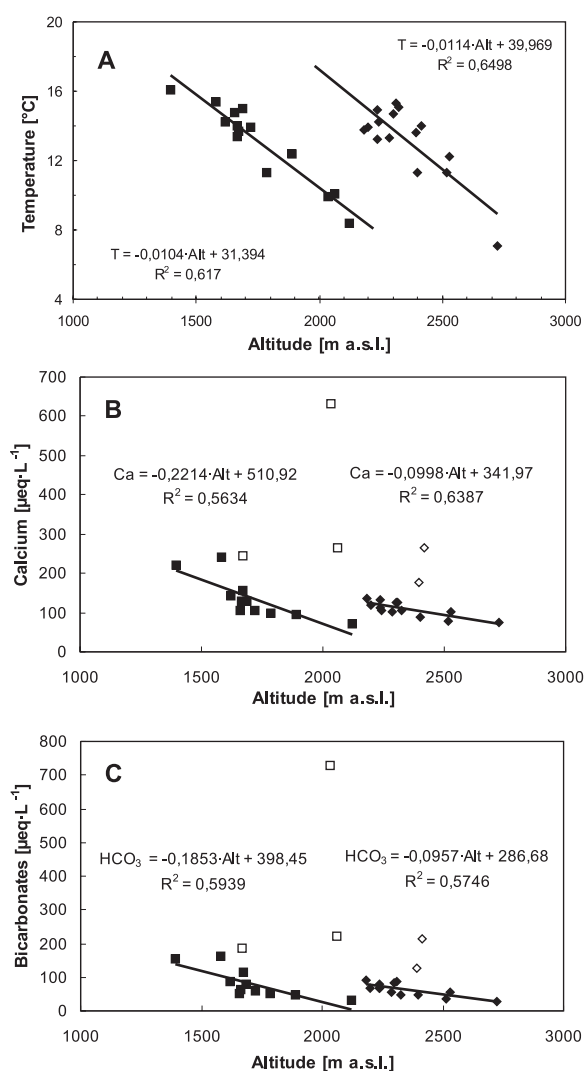 20
16
12
8
4
Temperature [°C]
A
T = -0,0114·Alt + 39,969
R² = 0,6498
T = -0,0104·Alt + 31,394
R² = 0,617
1000 1500 2000 2500 3000
Altitude [m a.s.l.]
700
600
500
400
300
200
100
0
Calcium [µeq·L⁻¹]
B
Ca = -0,2214·Alt + 510,92
R² = 0,5634
Ca = -0,0998·Alt + 341,97
R² = 0,6387
1000 1500 2000 2500 3000
Altitude [m a.s.l.]
800
700
600
500
400
300
200
100
0
Bicarbonates [µeq·L⁻¹]
C
HCO₃ = -0,1853·Alt + 398,45
R² = 0,5939
HCO₃ = -0,0957·Alt + 286,68
R² = 0,5746
1000 1500 2000 2500 3000
Altitude [m a.s.l.]